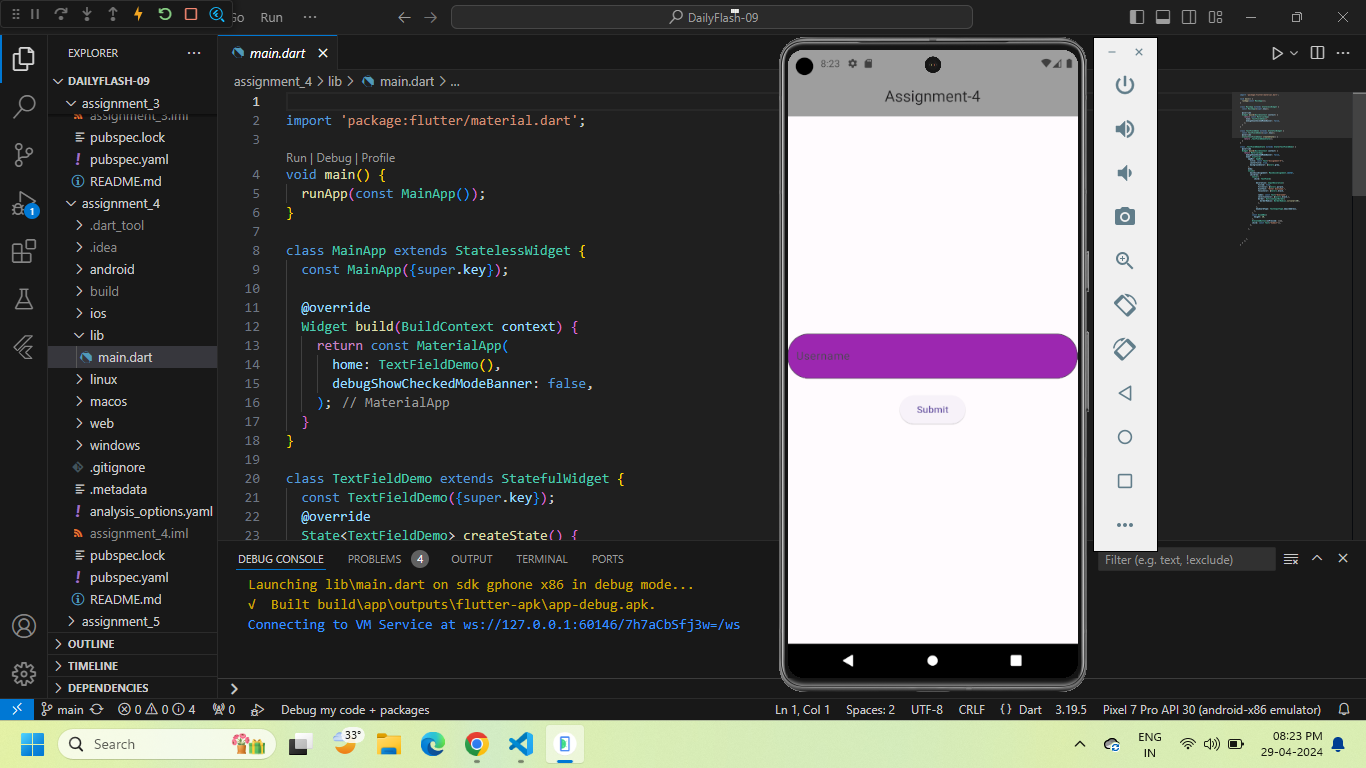 Go Run ··· DailyFlash-09
EXPLORER ···
DAILYFLASH-09
assignment_3
assignment_3.iml
pubspec.lock
! pubspec.yaml
README.md
assignment_4
.dart_tool
.idea
android
build
ios
lib
main.dart
linux
macos
web
windows
.gitignore
.metadata
! analysis_options.yaml
assignment_4.iml
pubspec.lock
! pubspec.yaml
README.md
assignment_5
OUTLINE
TIMELINE
DEPENDENCIES
1
main.dart
assignment_4 > lib > main.dart > ...
1
2 import 'package:flutter/material.dart';
3
Run | Debug | Profile
4 void main() {
5 runApp(const MainApp());
6 }
7
8 class MainApp extends StatelessWidget {
9 const MainApp({super.key});
10
11 @override
12 Widget build(BuildContext context) {
13 return const MaterialApp(
14 home: TextFieldDemo(),
15 debugShowCheckedModeBanner: false,
16 ); // MaterialApp
17 }
18 }
19
20 class TextFieldDemo extends StatefulWidget {
21 const TextFieldDemo({super.key});
22 @override
23 State<TextFieldDemo> createState() {
8:23
Assignment-4
Username
Submit
DEBUG CONSOLE PROBLEMS 4 OUTPUT TERMINAL PORTS
Filter (e.g. text, !exclude)
Launching lib\main.dart on sdk gphone x86 in debug mode...
√ Built build\app\outputs\flutter-apk\app-debug.apk.
Connecting to VM Service at ws://127.0.0.1:60146/7h7aCbSfj3w=/ws
main 0 0 4 0 Debug my code + packages
Ln 1, Col 1 Spaces: 2 UTF-8 CRLF {} Dart 3.19.5 Pixel 7 Pro API 30 (android-x86 emulator)
Search
33°
ENG
IN
08:23 PM
29-04-2024